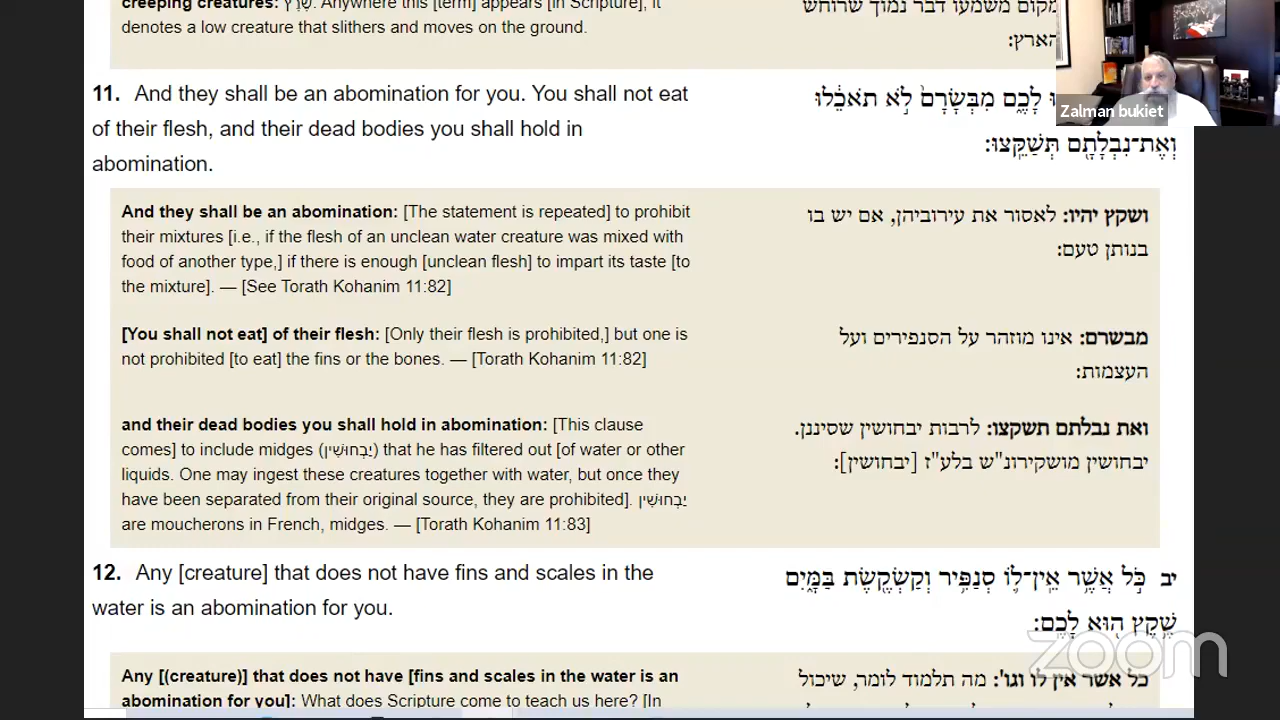 creeping creatures: שֶׁרֶץ. Anywhere this [term] appears [in Scripture], it
denotes a low creature that slithers and moves on the ground.
מקום משמעו דבר נמוך שרוחש
הארץ:
11. And they shall be an abomination for you. You shall not eat
of their flesh, and their dead bodies you shall hold in
abomination.
לָכֶ֑ם מִבְּשָׂרָם֙ לֹ֣א תֹאכֵ֔לוּ
וְאֶת־נִבְלָתָ֖ם תְּשַׁקֵּֽצוּ:
And they shall be an abomination: [The statement is repeated] to prohibit
their mixtures [i.e., if the flesh of an unclean water creature was mixed with
food of another type,] if there is enough [unclean flesh] to impart its taste [to
the mixture]. — [See Torath Kohanim 11:82]
ושקץ יהיו: לאסור את עירוביהן, אם יש בו
בנותן טעם:
[You shall not eat] of their flesh: [Only their flesh is prohibited,] but one is
not prohibited [to eat] the fins or the bones. — [Torath Kohanim 11:82]
מבשרם: אינו מוזהר על הסנפירים ועל
העצמות:
and their dead bodies you shall hold in abomination: [This clause
comes] to include midges (יַבְחוּשִׁין) that he has filtered out [of water or other
liquids. One may ingest these creatures together with water, but once they
have been separated from their original source, they are prohibited]. יַבְחוּשִׁין
are moucherons in French, midges. — [Torath Kohanim 11:83]
ואת נבלתם תשקצו: לרבות יבחושין שסיננן.
יבחושין מושקירונ"ש בלע"ז [יבחושין]:
12. Any [creature] that does not have fins and scales in the
water is an abomination for you.
יב כֹּ֣ל אֲשֶׁ֥ר אֵֽין־ל֛וֹ סְנַפִּ֥יר וְקַשְׂקֶ֖שֶׂת בַּמָּ֑יִם
שֶׁ֥קֶץ ה֖וּא לָכֶֽם:
Any [(creature)] that does not have [fins and scales in the water is an
abomination for you]: What does Scripture come to teach us here? [In
כל אשר אין לו וגו': מה תלמוד לומר, שיכול
Zalman bukiet
zoom